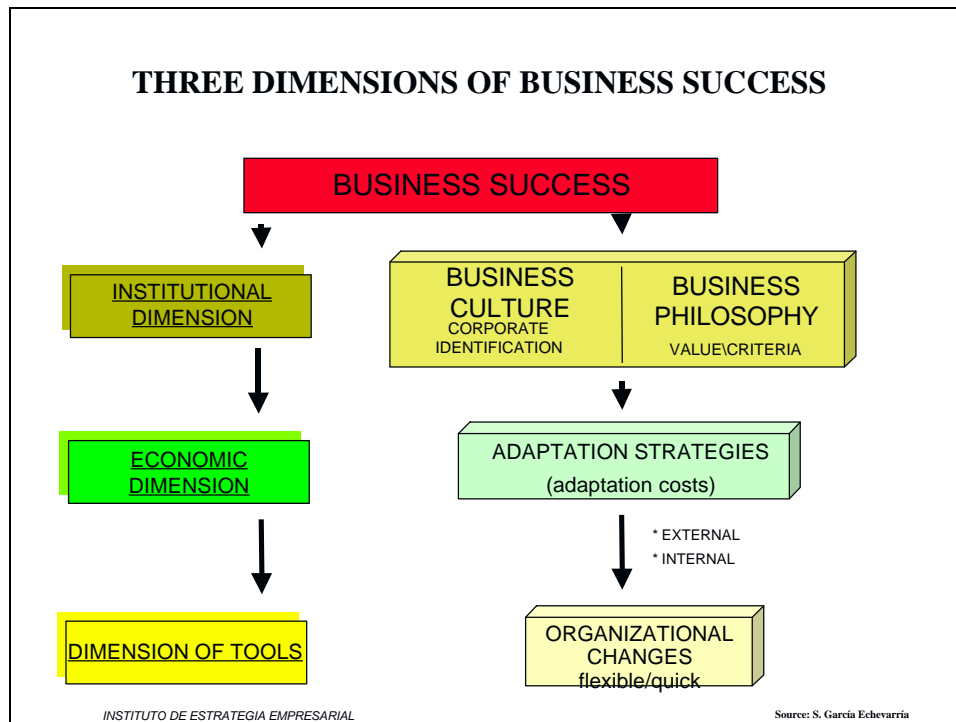 THREE DIMENSIONS OF BUSINESS SUCCESS
BUSINESS SUCCESS
INSTITUTIONAL
DIMENSION
BUSINESS
CULTURE
CORPORATE
IDENTIFICATION
BUSINESS
PHILOSOPHY
VALUE\CRITERIA
ECONOMIC
DIMENSION
ADAPTATION STRATEGIES
(adaptation costs)
* EXTERNAL
* INTERNAL
DIMENSION OF TOOLS
ORGANIZATIONAL
CHANGES
flexible/quick
INSTITUTO DE ESTRATEGIA EMPRESARIAL
Source: S. García Echevarría